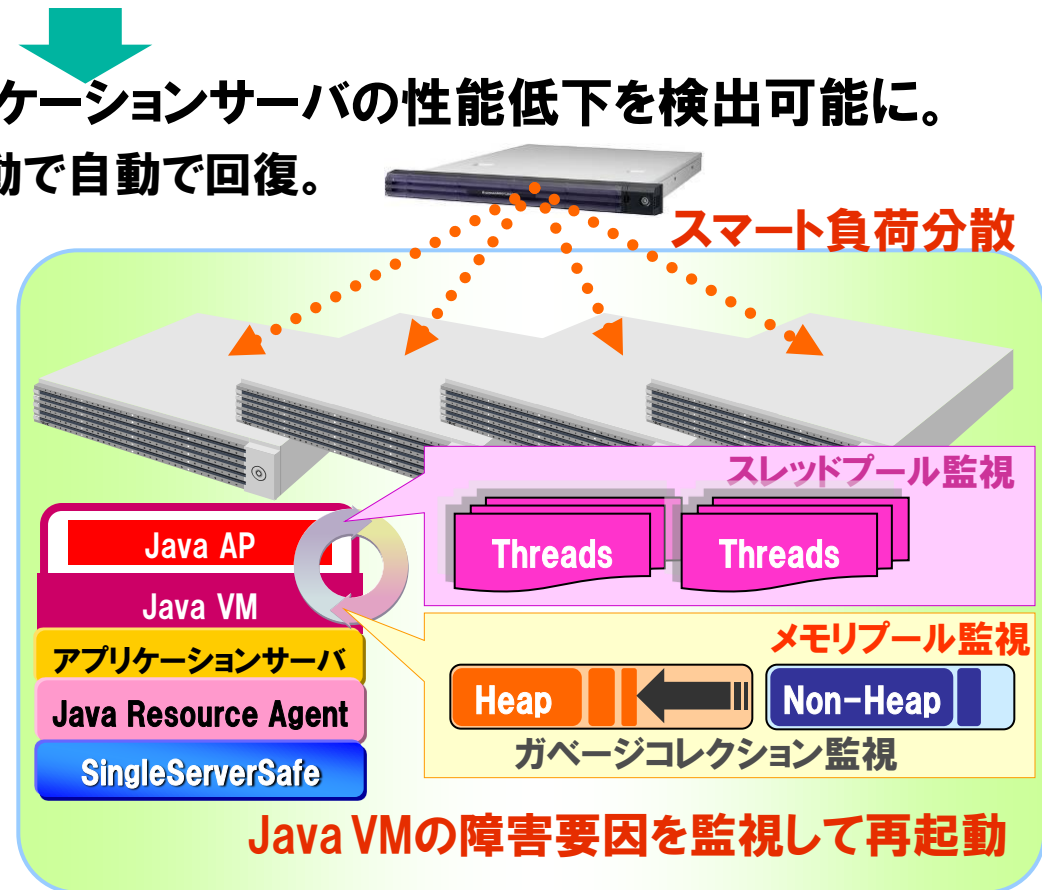 ケーションサーバの性能低下を検出可能に。
動で自動で回復。
スマート負荷分散
スレッドプール監視
Threads
Threads
Java AP
Java VM
アプリケーションサーバ
Java Resource Agent
SingleServerSafe
メモリプール監視
Heap
Non-Heap
ガベージコレクション監視
Java VMの障害要因を監視して再起動